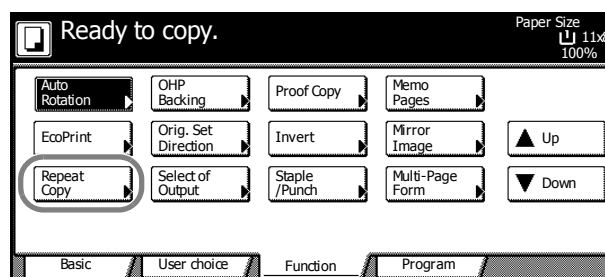 Ready to copy.
Paper Size
100%
Auto
Rotation
OHP
Backing
Proof Copy
Memo
Pages
EcoPrint
Orig. Set
Direction
Invert
Mirror
Image
Up
Repeat
Copy
Select of
Output
Staple
/Punch
Multi-Page
Form
Down
Basic
User choice
Function
Program